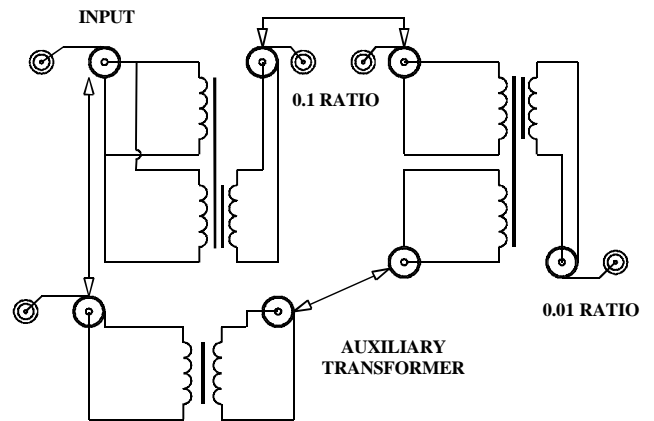 INPUT
0.1 RATIO
0.01 RATIO
AUXILIARY
TRANSFORMER